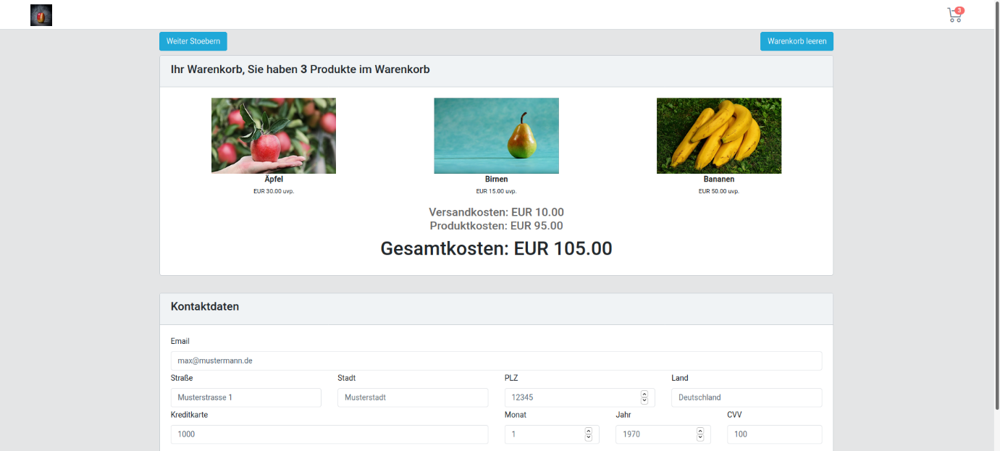 3
Weiter Stoebern
Warenkorb leeren
Ihr Warenkorb, Sie haben 3 Produkte im Warenkorb
Äpfel
EUR 30.00 uvp.
Birnen
EUR 15.00 uvp.
Bananen
EUR 50.00 uvp.
Versandkosten: EUR 10.00
Produktkosten: EUR 95.00
Gesamtkosten: EUR 105.00
Kontaktdaten
Email
max@mustermann.de
Straße
Stadt
PLZ
Land
Musterstrasse 1
Musterstadt
12345
Deutschland
Kreditkarte
Monat
Jahr
CVV
1000
1
1970
100